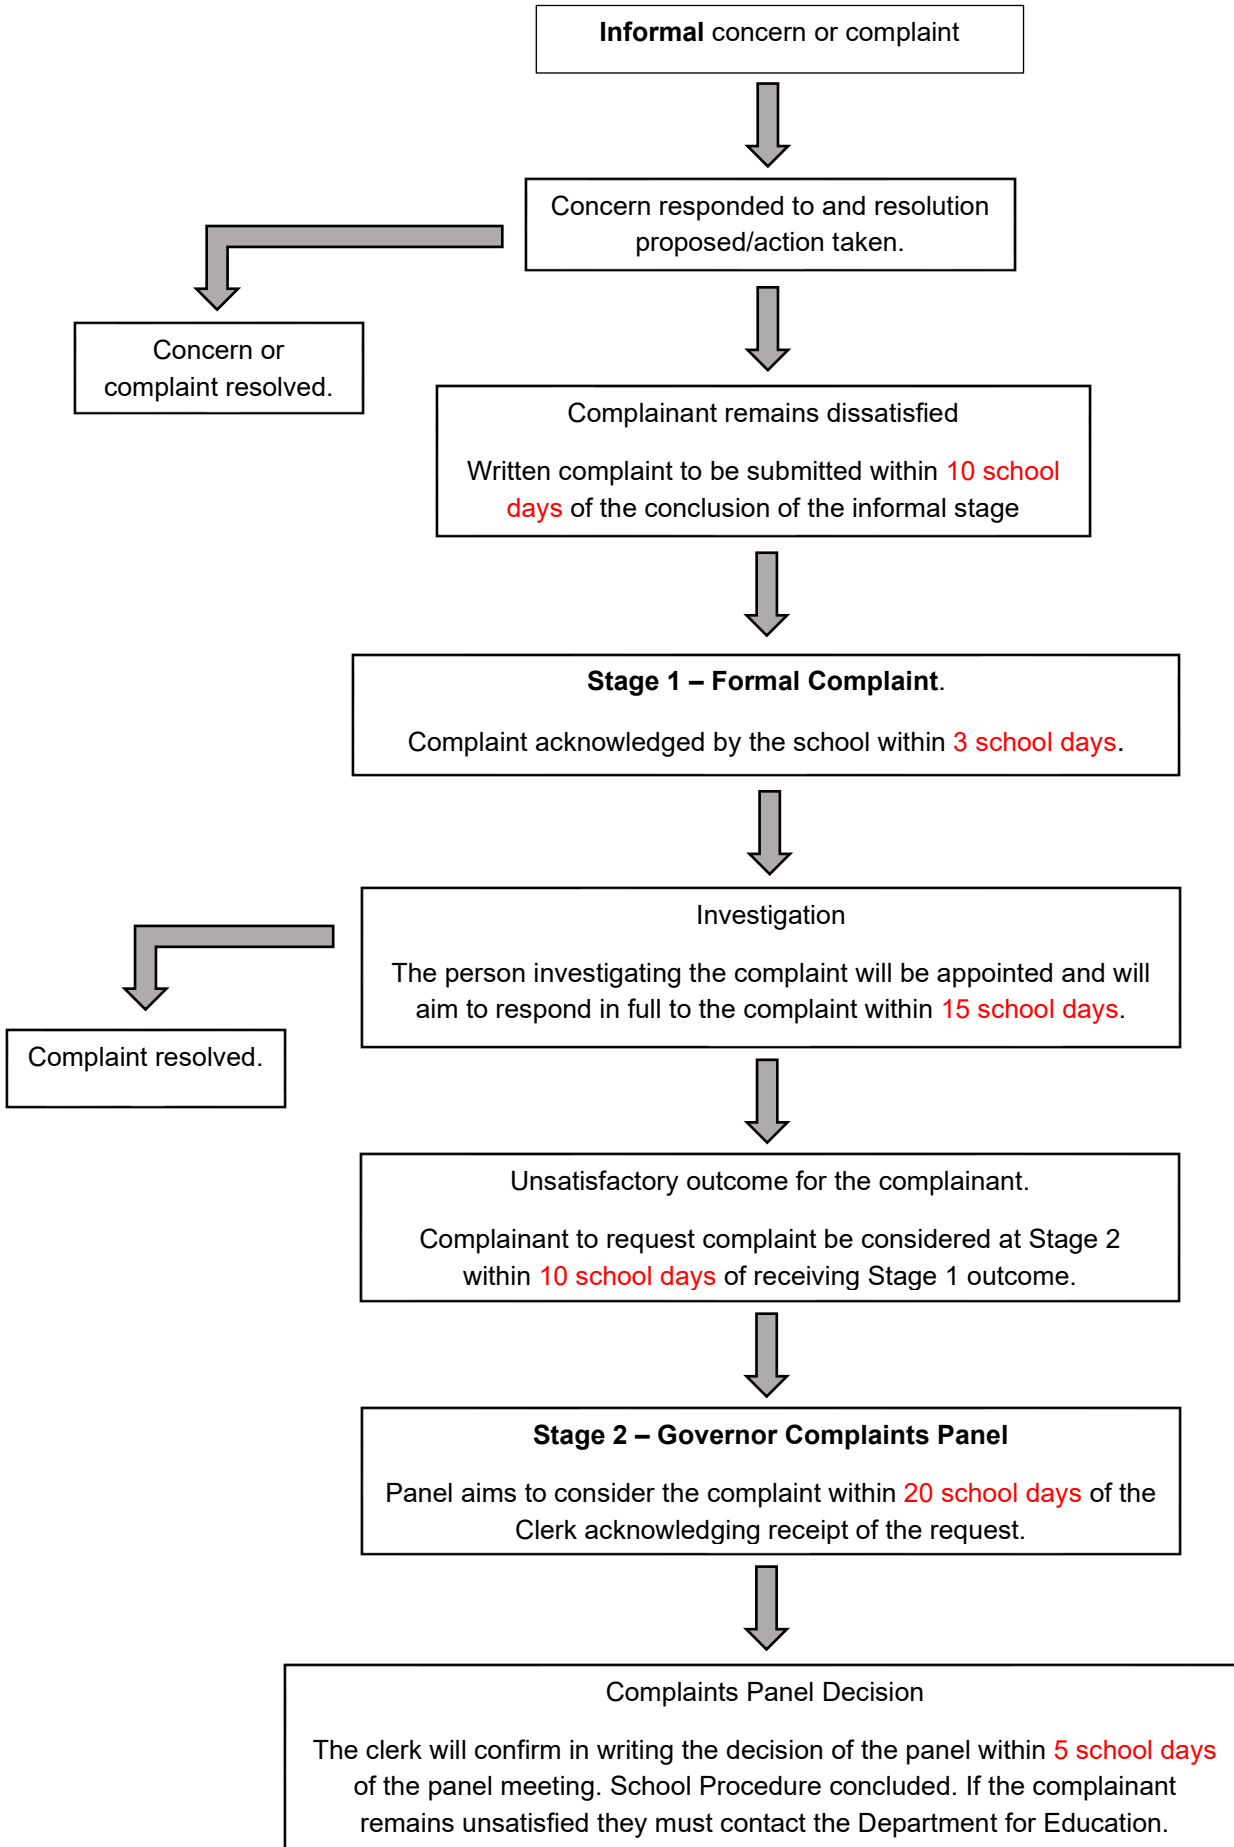 Informal concern or complaint
Concern responded to and resolution
proposed/action taken.
Concern or
complaint resolved.
Complainant remains dissatisfied
Written complaint to be submitted within 10 school
days of the conclusion of the informal stage
Stage 1 – Formal Complaint.
Complaint acknowledged by the school within 3 school days.
Investigation
The person investigating the complaint will be appointed and will
aim to respond in full to the complaint within 15 school days.
Complaint resolved.
Unsatisfactory outcome for the complainant.
Complainant to request complaint be considered at Stage 2
within 10 school days of receiving Stage 1 outcome.
Stage 2 – Governor Complaints Panel
Panel aims to consider the complaint within 20 school days of the
Clerk acknowledging receipt of the request.
Complaints Panel Decision
The clerk will confirm in writing the decision of the panel within 5 school days
of the panel meeting. School Procedure concluded. If the complainant
remains unsatisfied they must contact the Department for Education.